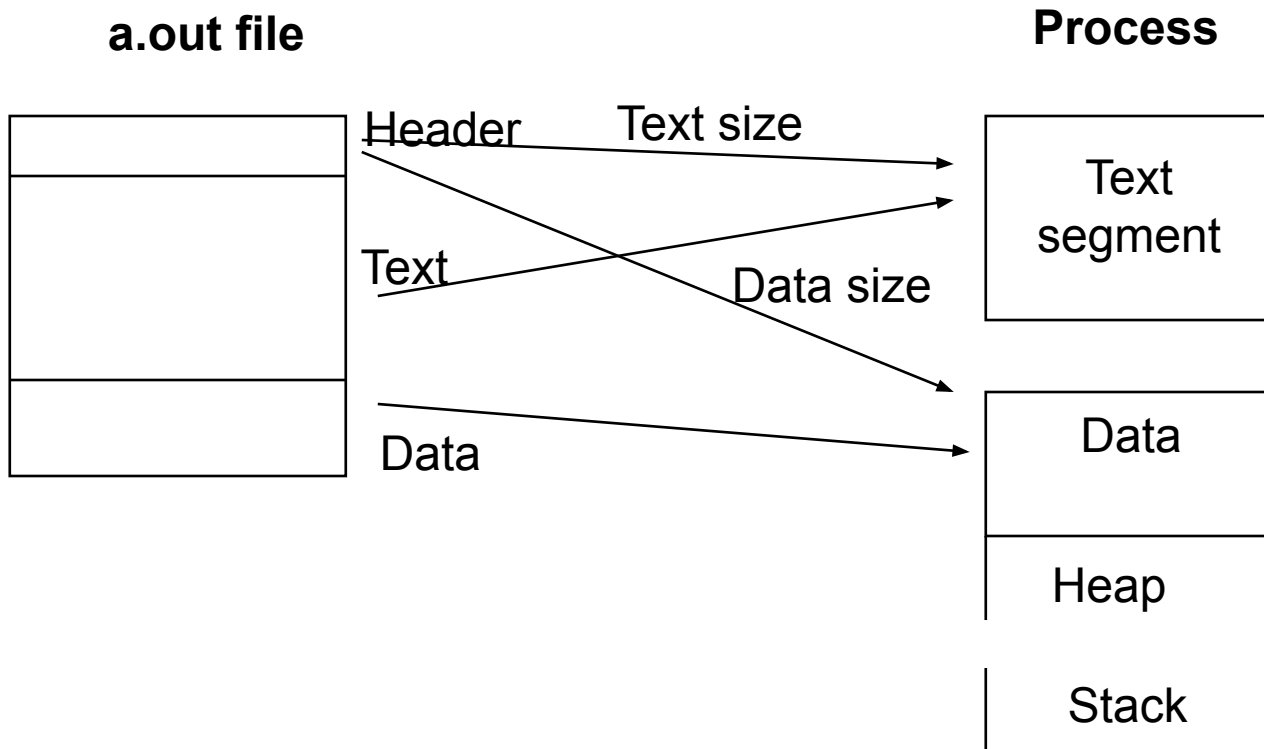 a.out file
Process
Header
Text size
Text
segment
Text
Data size
Data
Data
Heap
Stack